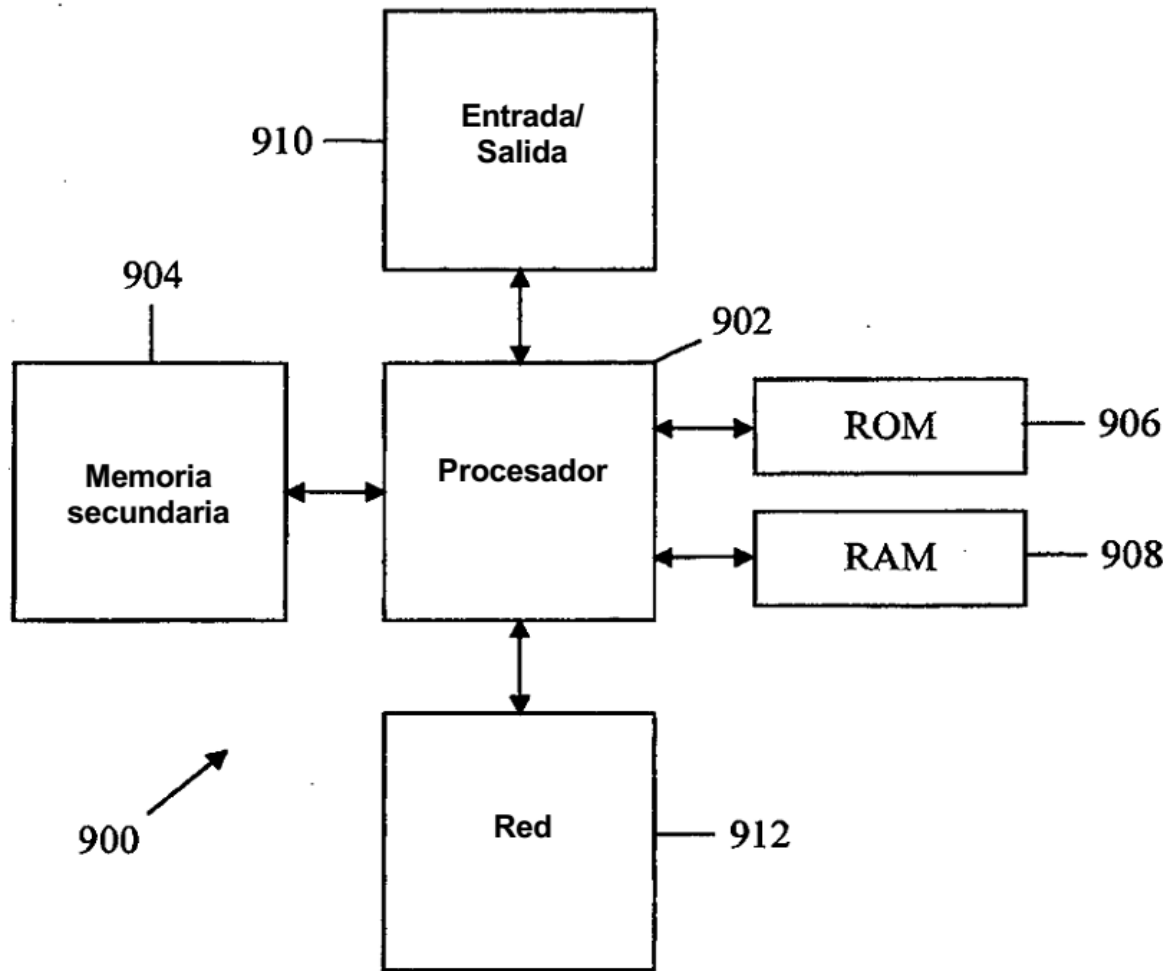 Entrada/
Salida
910
904
902
Memoria
secundaria
Procesador
ROM
906
RAM
908
900
Red
912